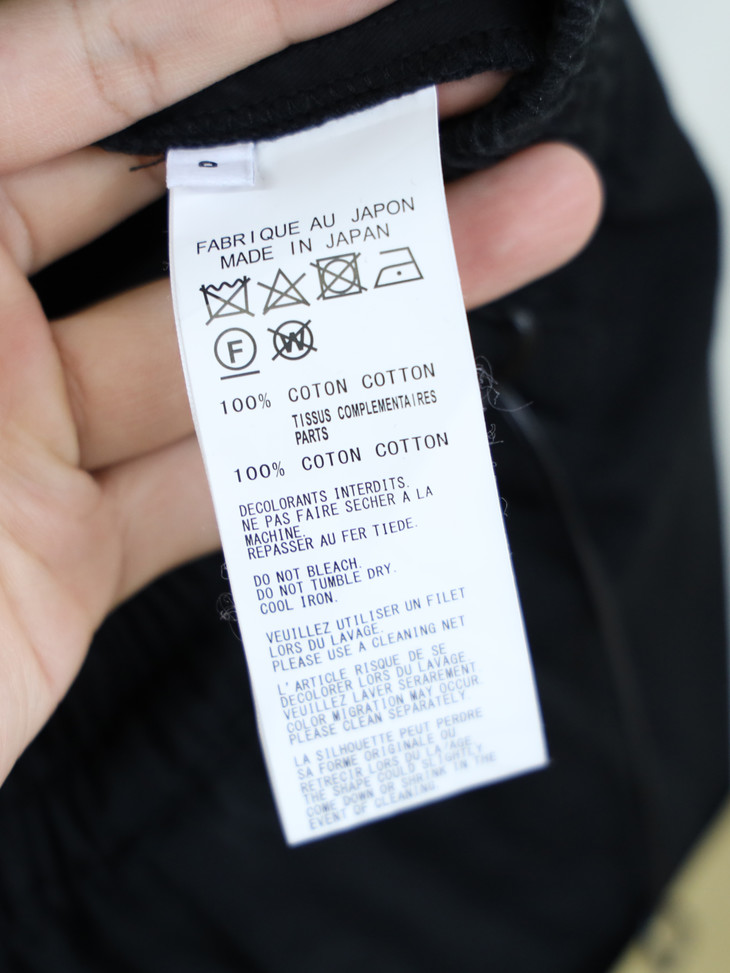 0
FABRIQUE AU JAPON
MADE IN JAPAN
F W
100% COTON COTTON
TISSUS COMPLEMENTAIRES
PARTS
100% COTON COTTON
DECOLORANTS INTERDITS.
NE PAS FAIRE SECHER A LA
MACHINE.
REPASSER AU FER TIEDE.
DO NOT BLEACH.
DO NOT TUMBLE DRY.
COOL IRON.
VEUILLEZ UTILISER UN FILET
LORS DU LAVAGE.
PLEASE USE A CLEANING NET
L'ARTICLE RISQUE DE SE
DECOLORER LORS DU LAVAGE.
VEUILLEZ LAVER SERAREMENT
COLOR MIGRATION MAY OCCUR.
PLEASE CLEAN SEPARATELY
LA SILHOUETTE PEUT PERDRE
SA FORME ORIGINALE OU
RETRECIR LORS DU LA'AGE
THE SHAPE COULD SLIGHTLY
COME DOWN OR SHRINK IN THE
EVENT OF CLEANING